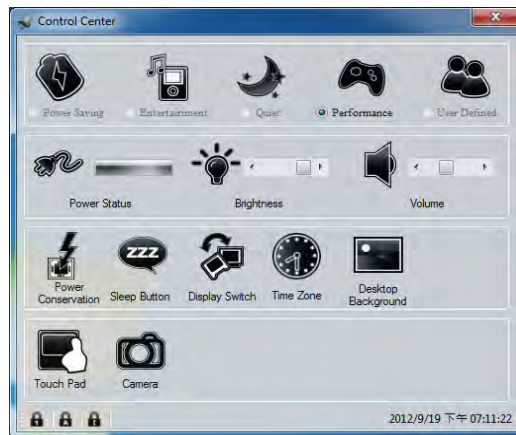 Control Center
Power Saving Entertainment Quiet Performance User Defined
Power Status Brightness Volume
ZZZ
Power Conservation Sleep Button Display Switch Time Zone Desktop Background
Touch Pad Camera
2012/9/19 下午 07:11:22